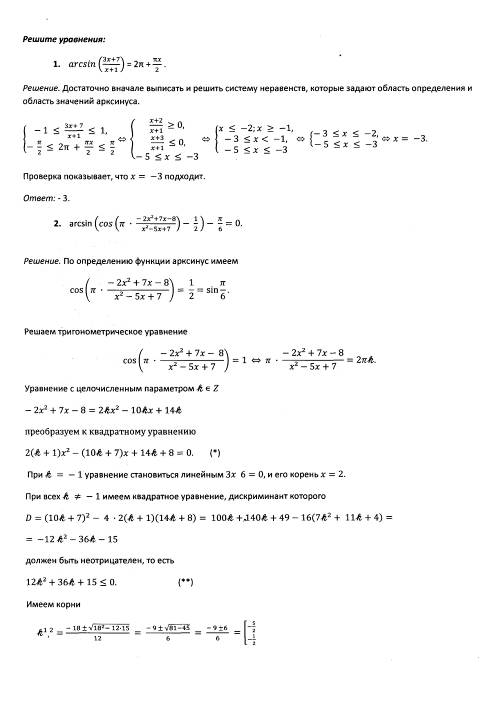 Решите уравнения:
1. arcsin (3x+7 / x+1) = 2π + πx/2 .
Решение. Достаточно вначале выписать и решить систему неравенств, которые задают область определения и
область значений арксинуса.
{ −1 ≤ 3x+7 / x+1 ≤ 1, −π/2 ≤ 2π + πx/2 ≤ π/2 ⇔ { x+2 / x+1 ≥ 0, x+3 / x+1 ≤ 0, −5 ≤ x ≤ −3 ⇔ { x ≤ −2; x ≥ −1, −3 ≤ x < −1, −5 ≤ x ≤ −3 ⇔ { −3 ≤ x ≤ −2, −5 ≤ x ≤ −3 ⇔ x = −3.
Проверка показывает, что x = −3 подходит.
Ответ: - 3.
2. arcsin (cos (π · −2x²+7x−8 / x²−5x+7) − 1/2) − π/6 = 0.
Решение. По определению функции арксинус имеем
cos (π · −2x² + 7x − 8 / x² − 5x + 7) = 1/2 = sin π/6.
Решаем тригонометрическое уравнение
cos (π · −2x² + 7x − 8 / x² − 5x + 7) = 1 ⇔ π · −2x² + 7x − 8 / x² − 5x + 7 = 2πk.
Уравнение с целочисленным параметром k ∈ Z
− 2x² + 7x − 8 = 2kx² − 10kx + 14k
преобразуем к квадратному уравнению
2(k + 1)x² − (10k + 7)x + 14k + 8 = 0. (*)
При k = − 1 уравнение становиться линейным 3x 6 = 0, и его корень x = 2.
При всех k ≠ −1 имеем квадратное уравнение, дискриминант которого
D = (10k + 7)² − 4 · 2(k + 1)(14k + 8) = 100k + 140k + 49 − 16(7k² + 11k + 4) =
= −12 k² − 36k − 15
должен быть неотрицателен, то есть
12k² + 36k + 15 ≤ 0. (**)
Имеем корни
k1,2 = −18 ± √18² − 12·15 / 12 = −9 ± √81−45 / 6 = −9 ±6 / 6 = [ −5/2 −1/2